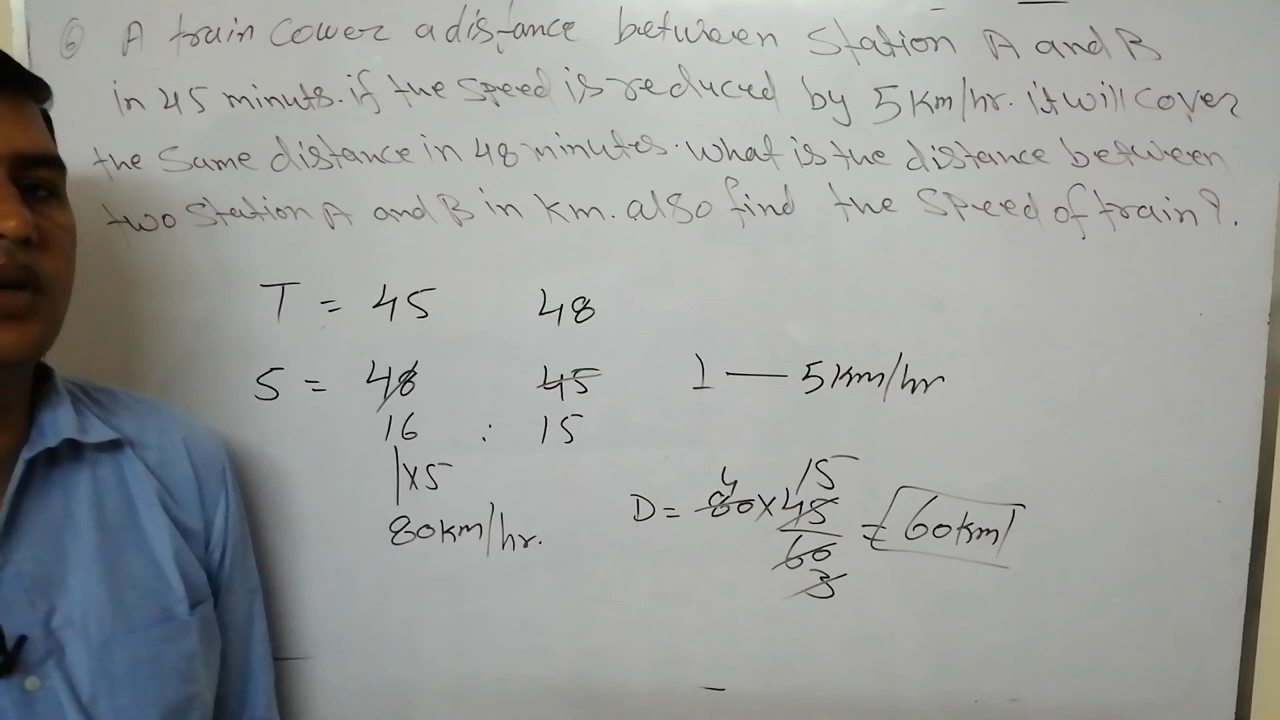 6 A train cover a distance between Station A and B
in 45 minuts. if the speed is reduced by 5 km/hr. it will cover
the Same distance in 48 minutes. what is the distance between
two Station A and B in km. also find the Speed of train?.
T = 45 48
S = 48 45 1 — 5 km/hr
16 : 15
| x 5
80 km/hr.
4 15
D = 80 x 45 = 60 km
60
3